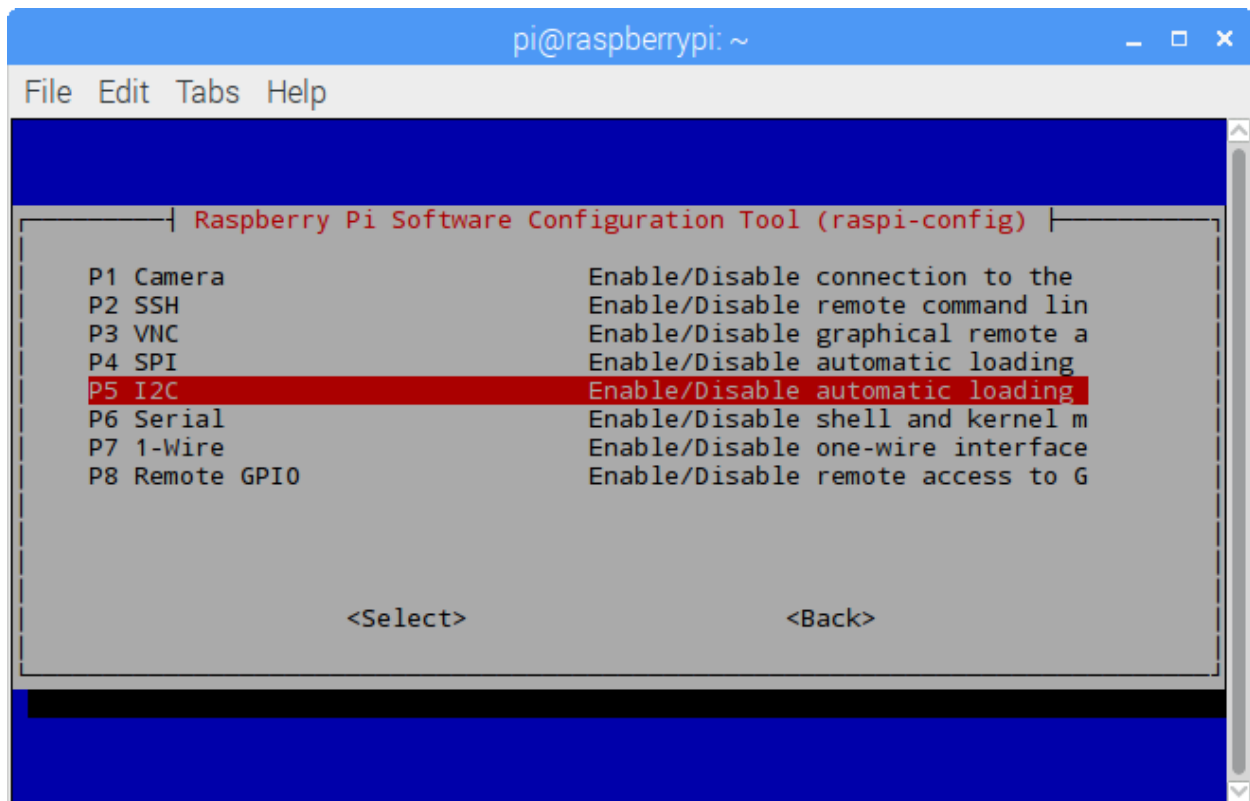 pi@raspberrypi: ~
File Edit Tabs Help
Raspberry Pi Software Configuration Tool (raspi-config)
P1 Camera Enable/Disable connection to the
P2 SSH Enable/Disable remote command lin
P3 VNC Enable/Disable graphical remote a
P4 SPI Enable/Disable automatic loading
P5 I2C Enable/Disable automatic loading
P6 Serial Enable/Disable shell and kernel m
P7 1-Wire Enable/Disable one-wire interface
P8 Remote GPIO Enable/Disable remote access to G
<Select> <Back>